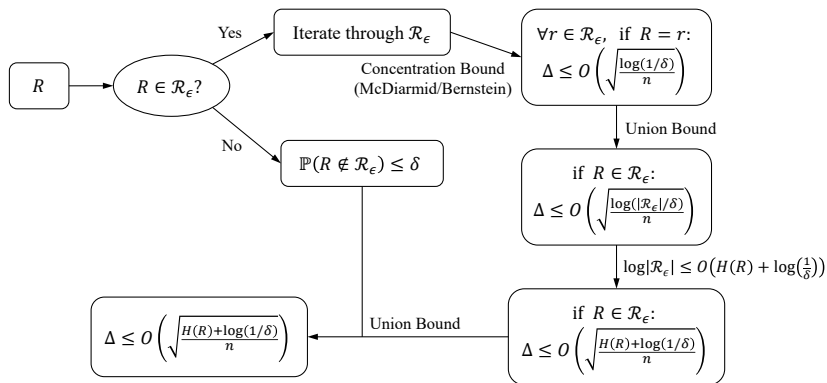 R
R ∈ ℛ_ϵ?
Yes
No
Iterate through ℛ_ϵ
Concentration Bound
(McDiarmid/Bernstein)
∀r ∈ ℛ_ϵ, if R = r:
Δ ≤ O(√(log(1/δ)/n))
Union Bound
ℙ(R ∉ ℛ_ϵ) ≤ δ
if R ∈ ℛ_ϵ:
Δ ≤ O(√(log(|ℛ_ϵ|/δ)/n))
log|ℛ_ϵ| ≤ O(H(R) + log(1/δ))
if R ∈ ℛ_ϵ:
Δ ≤ O(√((H(R)+log(1/δ))/n))
Union Bound
Δ ≤ O(√((H(R)+log(1/δ))/n))